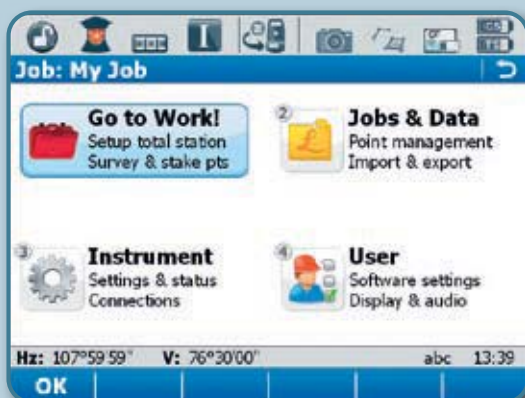 Job: My Job
Go to Work!
Setup total station
Survey & stake pts
2
Jobs & Data
Point management
Import & export
3
Instrument
Settings & status
Connections
4
User
Software settings
Display & audio
Hz: 107°59'59" V: 76°30'00" abc 13:39
OK